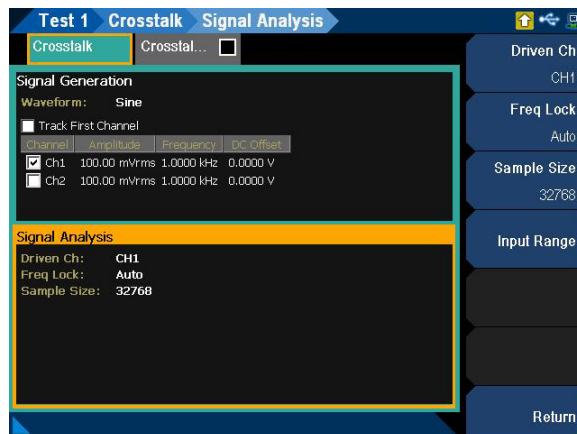 Test 1 Crosstalk Signal Analysis
Crosstalk Crosstal...
Signal Generation
Waveform: Sine
Track First Channel
Channel Amplitude Frequency DC Offset
Ch1 100.00 mVrms 1.0000 kHz 0.0000 V
Ch2 100.00 mVrms 1.0000 kHz 0.0000 V
Signal Analysis
Driven Ch: CH1
Freq Lock: Auto
Sample Size: 32768
Driven Ch
CH1
Freq Lock
Auto
Sample Size
32768
Input Range
Return